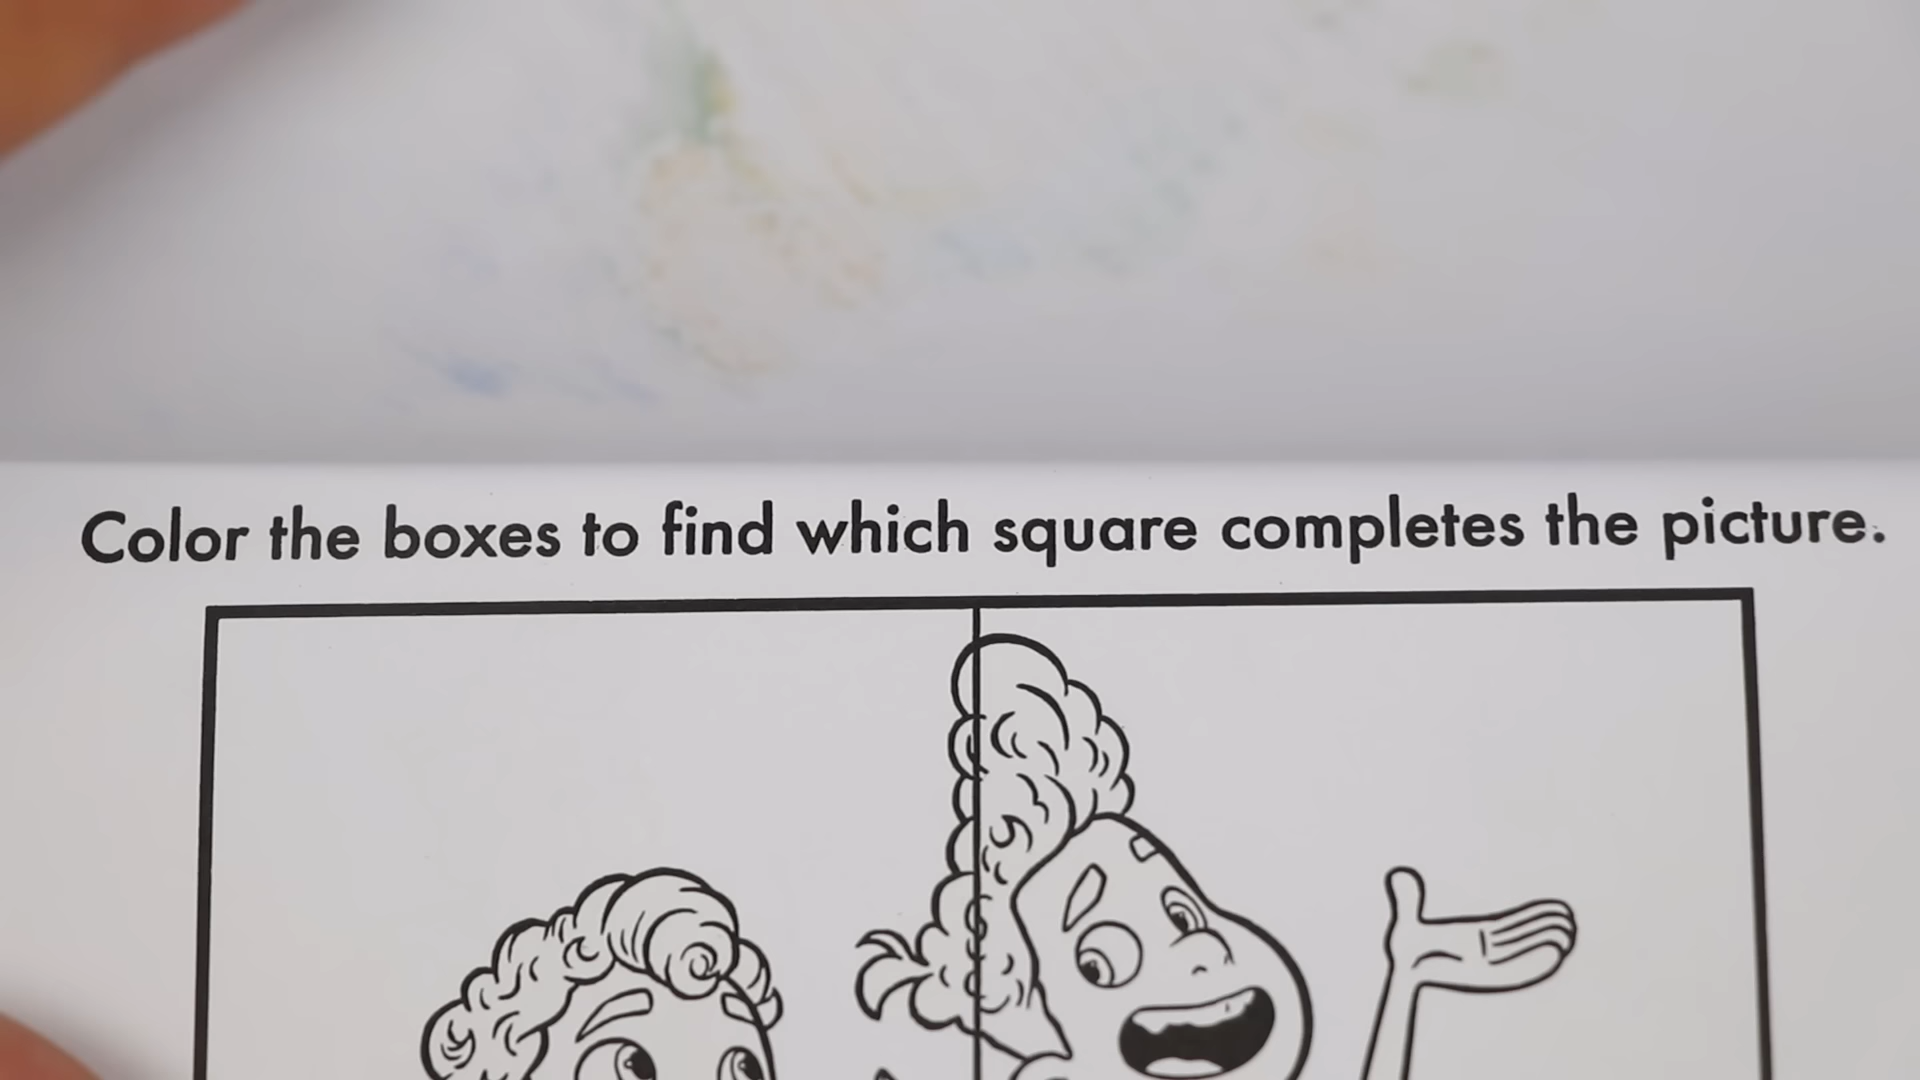 Color the boxes to find which square completes the picture.